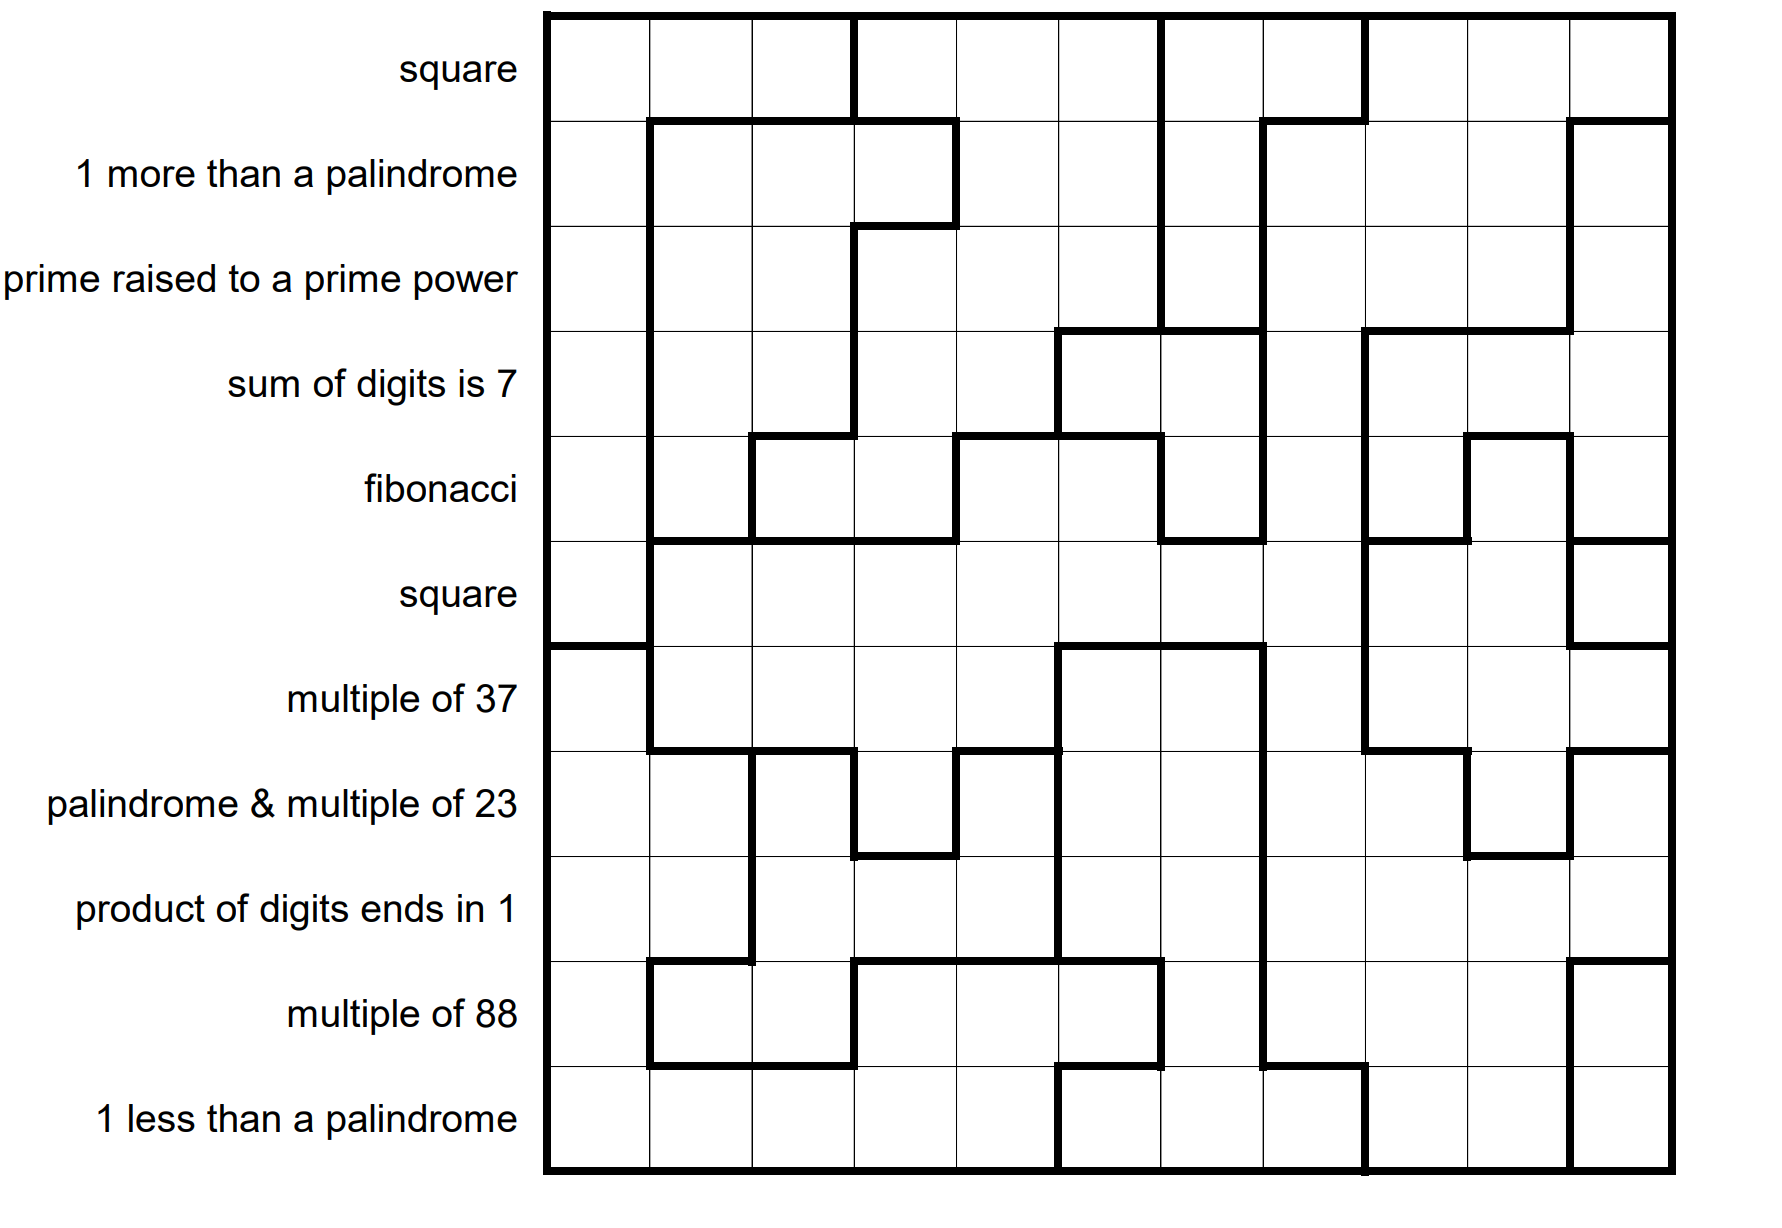 square
1 more than a palindrome
prime raised to a prime power
sum of digits is 7
fibonacci
square
multiple of 37
palindrome & multiple of 23
product of digits ends in 1
multiple of 88
1 less than a palindrome